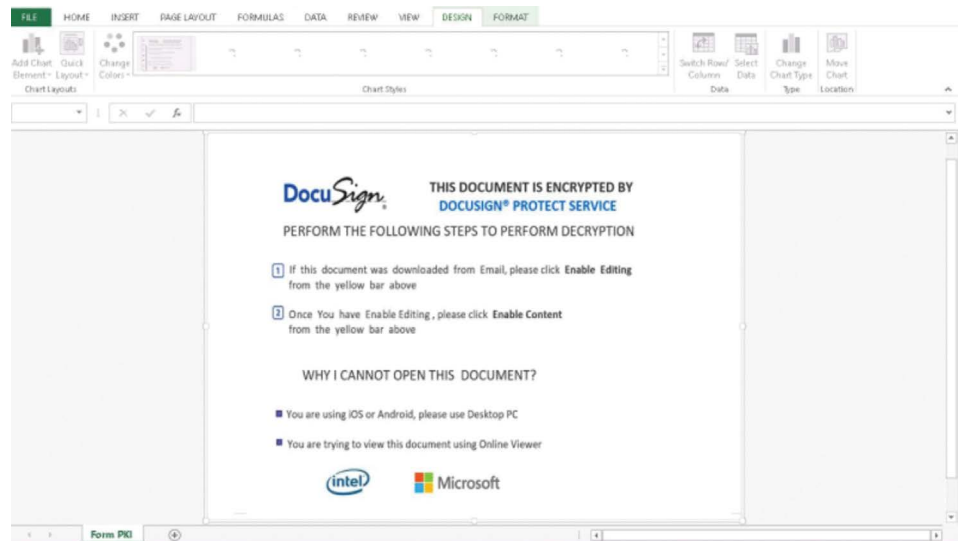 FILE HOME INSERT PAGE LAYOUT FORMULAS DATA REVIEW VIEW DESIGN FORMAT
Add Chart Quick Change Switch Row/ Select Change Move
Element Layout Colors Column Data Chart Type Chart
Chart Layouts Chart Styles Data Type Location
fx
DocuSign® THIS DOCUMENT IS ENCRYPTED BY
DOCUSIGN® PROTECT SERVICE
PERFORM THE FOLLOWING STEPS TO PERFORM DECRYPTION
1 If this document was downloaded from Email, please click Enable Editing
from the yellow bar above
2 Once You have Enable Editing , please click Enable Content
from the yellow bar above
WHY I CANNOT OPEN THIS DOCUMENT?
You are using iOS or Android, please use Desktop PC
You are trying to view this document using Online Viewer
intel Microsoft
Form PKI